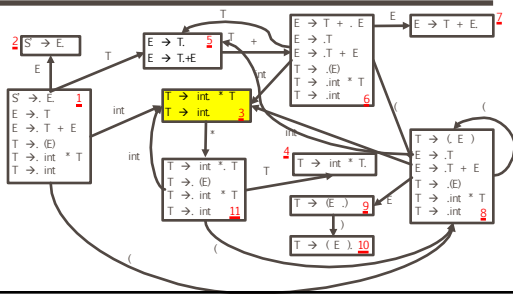 T
E → T + . E
E → .T
E → .T + E
T → .(E)
T → .int * T
T → .int
6
E
E → T + E.
7
2
S' → E.
E → T.
E → T.+E
5
+
T
E
T
int
(
(
S' →. E.
E →. T
E →. T + E
T →. (E)
T →. int * T
T →. int
1
int
T → int. * T
T → int.
3
int
T → (. E )
E → .T
E → .T + E
T → .(E)
T → .int * T
T → .int
8
*
int
4
T → int * T.
T → int *. T
T →. (E)
T →. int * T
T →. int
11
T
T → (E .)
9
E
)
T → ( E ).
10
(
(